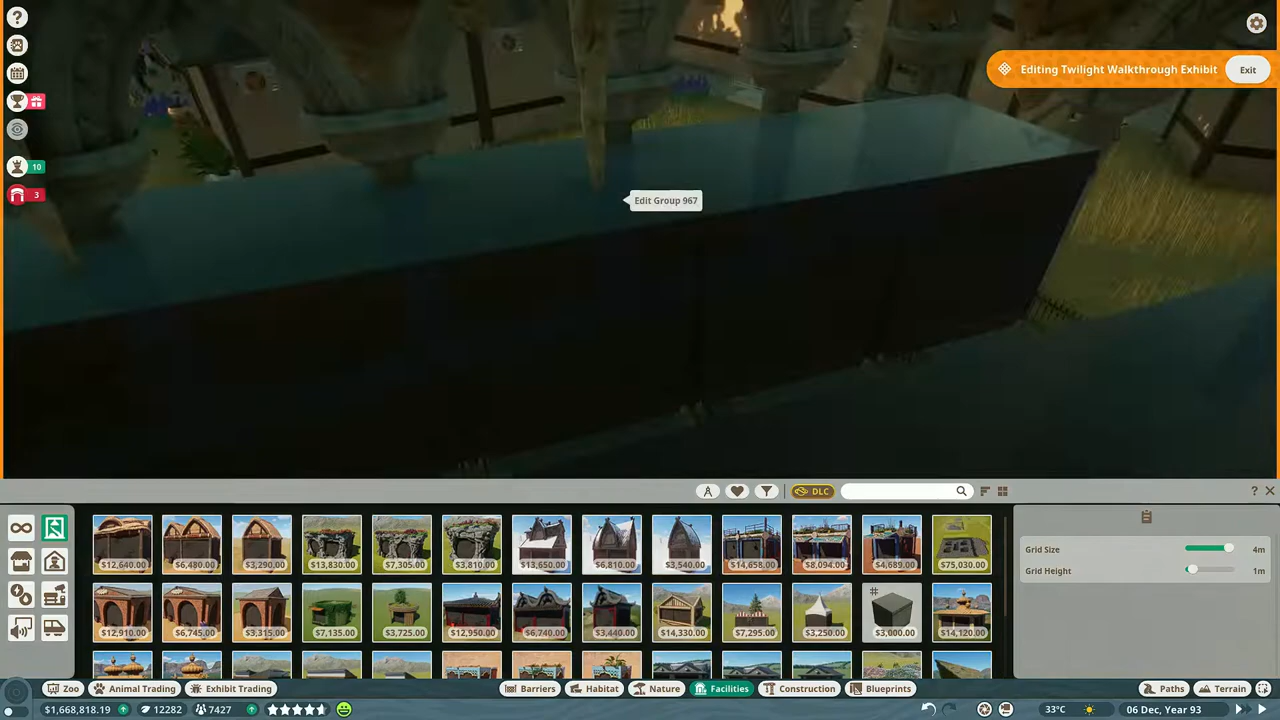 ?
Editing Twilight Walkthrough Exhibit
Exit
10
3
Edit Group 967
DLC
?
$12,640.00
$6,480.00
$3,290.00
$13,830.00
$7,305.00
$3,810.00
$13,650.00
$6,810.00
$3,540.00
$14,658.00
$8,094.00
$4,689.00
$75,030.00
Grid Size
4m
Grid Height
1m
$12,910.00
$6,745.00
$3,315.00
$7,135.00
$3,725.00
$12,950.00
$6,740.00
$3,440.00
$14,330.00
$7,295.00
$3,250.00
$3,000.00
$14,120.00
Zoo
Animal Trading
Exhibit Trading
Barriers
Habitat
Nature
Facilities
Construction
Blueprints
Paths
Terrain
$1,668,818.19
12282
7427
33°C
06 Dec, Year 93